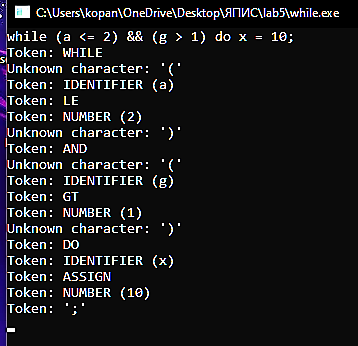 C:\Users\kopan\OneDrive\Desktop\ЯПИС\lab5\while.exe
while (a <= 2) && (g > 1) do x = 10;
Token: WHILE
Unknown character: '('
Token: IDENTIFIER (a)
Token: LE
Token: NUMBER (2)
Unknown character: ')'
Token: AND
Unknown character: '('
Token: IDENTIFIER (g)
Token: GT
Token: NUMBER (1)
Unknown character: ')'
Token: DO
Token: IDENTIFIER (x)
Token: ASSIGN
Token: NUMBER (10)
Token: ';'